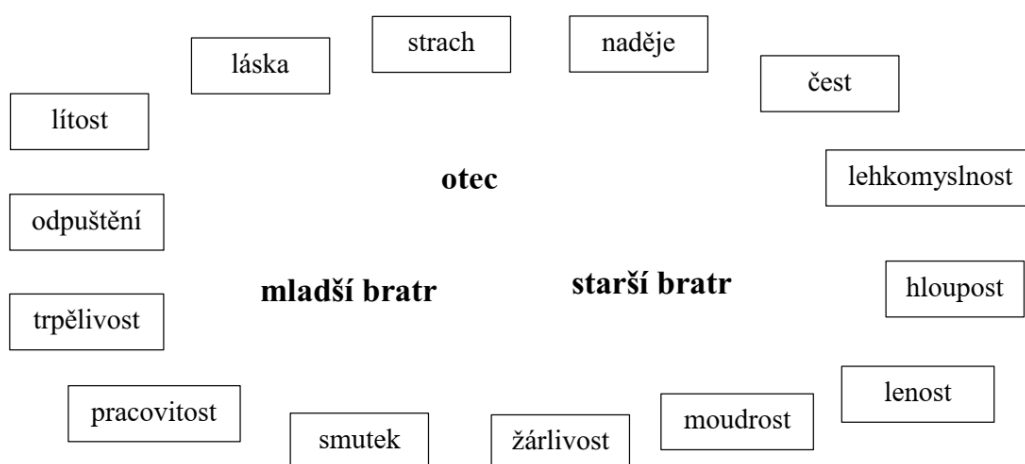 strach
naděje
láska
čest
lítost
otec
lehkomyslnost
odpuštění
mladší bratr
starší bratr
hloupost
trpělivost
pracovitost
smutek
žárlivost
moudrost
lenost